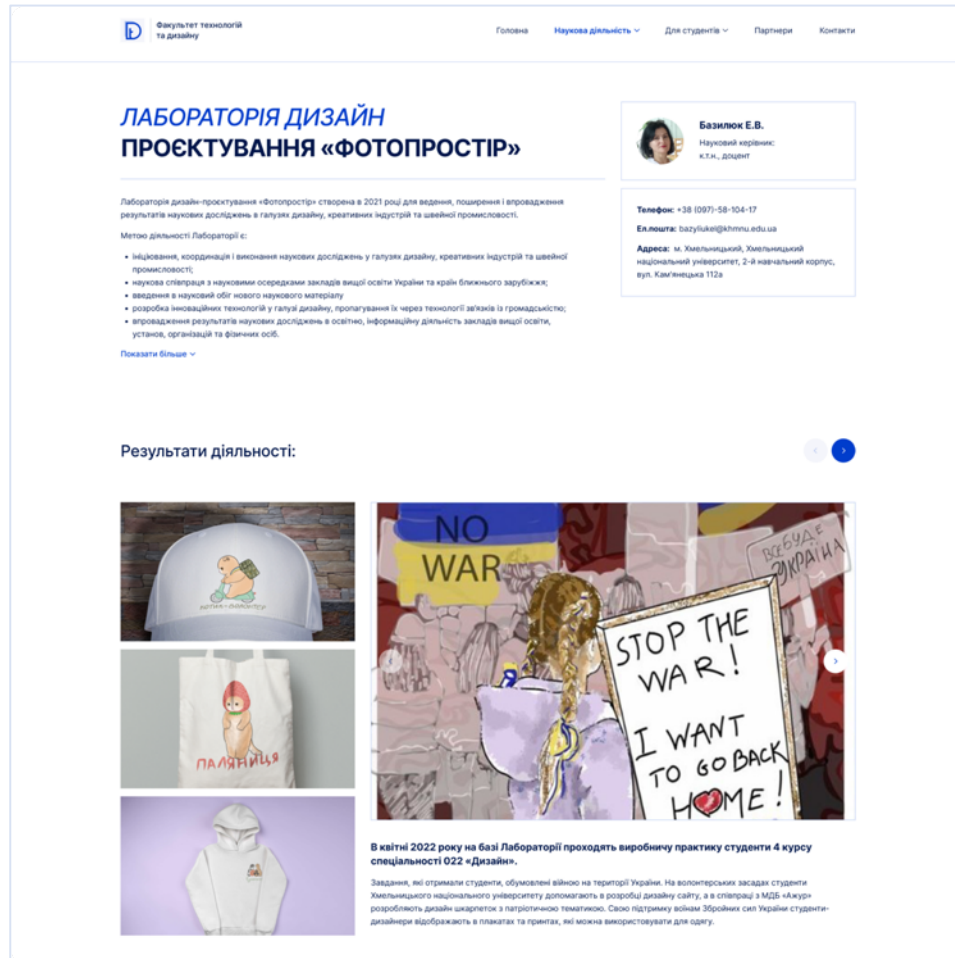 Факультет технологій
та дизайну
Головна
Наукова діяльність
Для студентів
Партнери
Контакти
ЛАБОРАТОРІЯ ДИЗАЙН
ПРОЄКТУВАННЯ «ФОТОПРОСТІР»
Базилюк Е.В.
Науковий керівник:
к.т.н., доцент
Лабораторія дизайн-проєктування «Фотопростір» створена в 2021 році для ведення, поширення і впровадження
результатів наукових досліджень в галузях дизайну, креативних індустрій та швейної промисловості.
Метою діяльності Лабораторії є:
• ініціювання, координація і виконання наукових досліджень у галузях дизайну, креативних індустрій та швейної
промисловості;
• наукова співпраця з науковими осередками закладів вищої освіти України та країн ближнього зарубіжжя;
• введення в науковий обіг нового наукового матеріалу
• розробка інноваційних технологій у галузі дизайну, пропагування їх через технології зв'язків із громадськістю;
• впровадження результатів наукових досліджень в освітню, інформаційну діяльність закладів вищої освіти,
установ, організацій та фізичних осіб.
Показати більше
Телефон: +38 (097)-58-104-17
Ел.пошта: bazyliukel@khmnu.edu.ua
Адреса: м. Хмельницький, Хмельницький
національний університет, 2-й навчальний корпус,
вул. Кам'янецька 112а
Результати діяльності:
КОТИК-ВОЛОНТЕР
ПАЛЯНИЦЯ
NO
WAR
ВСЕ БУДЕ
УКРАЇНА
STOP THE
WAR!
I WANT
TO GO BACK
HOME!
В квітні 2022 року на базі Лабораторії проходять виробничу практику студенти 4 курсу
спеціальності 022 «Дизайн».
Завдання, які отримали студенти, обумовлені війною на території України. На волонтерських засадах студенти
Хмельницького національного університету допомагають в розробці дизайну сайту, а в співпраці з МДБ «Ажур»
розробляють дизайн шкарпеток з патріотичною тематикою. Свою підтримку воїнам Збройних сил України студенти-
дизайнери відображають в плакатах та принтах, які можна використовувати для одягу.